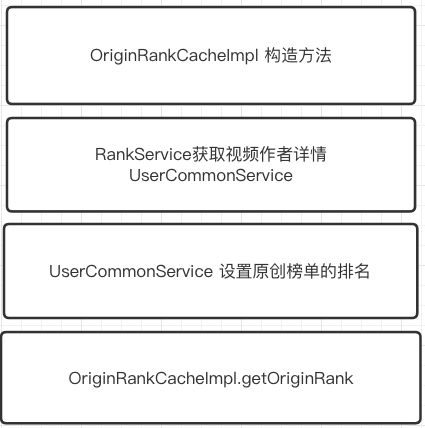 OriginRankCacheImpl 构造方法
RankService获取视频作者详情
UserCommonService
UserCommonService 设置原创榜单的排名
OriginRankCacheImpl.getOriginRank